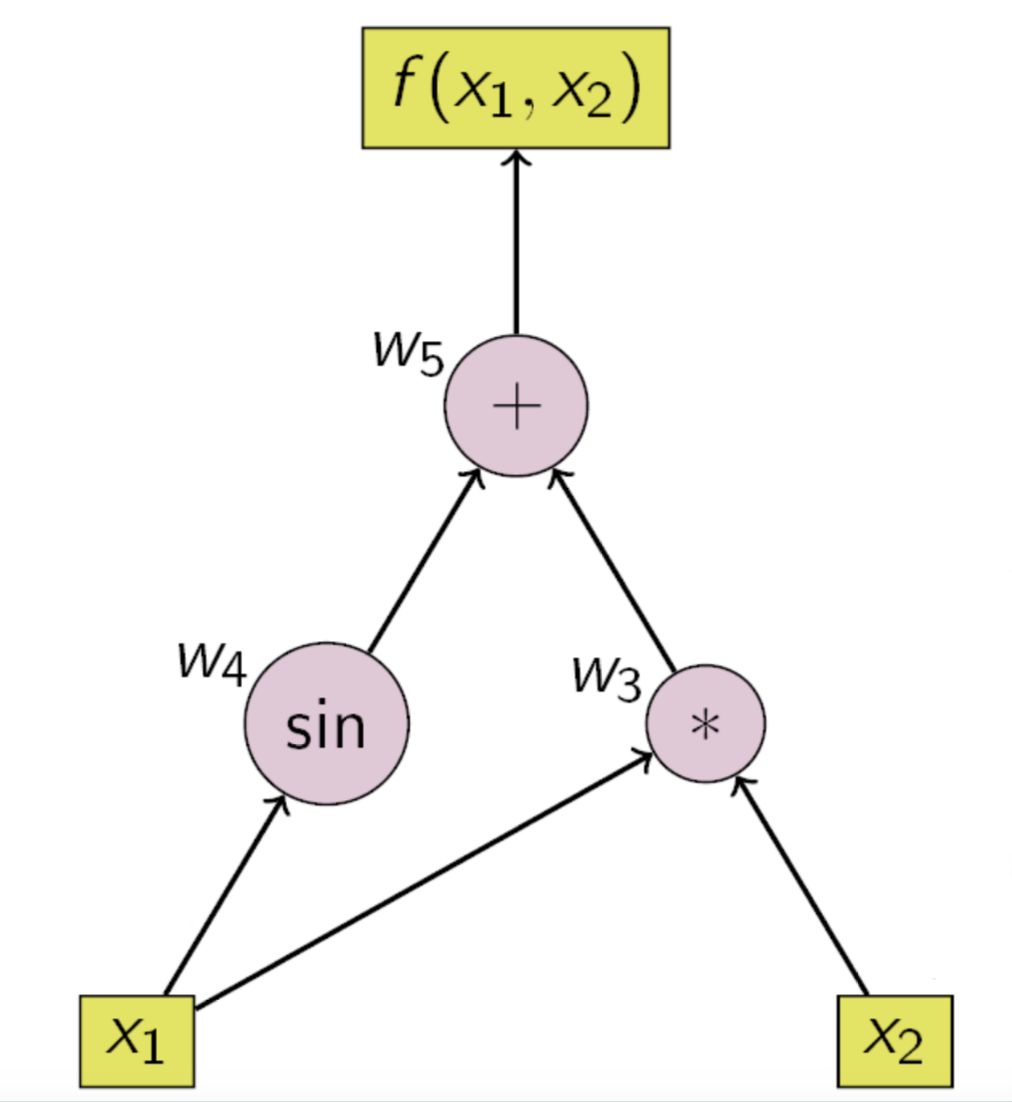 f(x₁, x₂)
w₅
+
w₄
sin
w₃
*
x₁
x₂